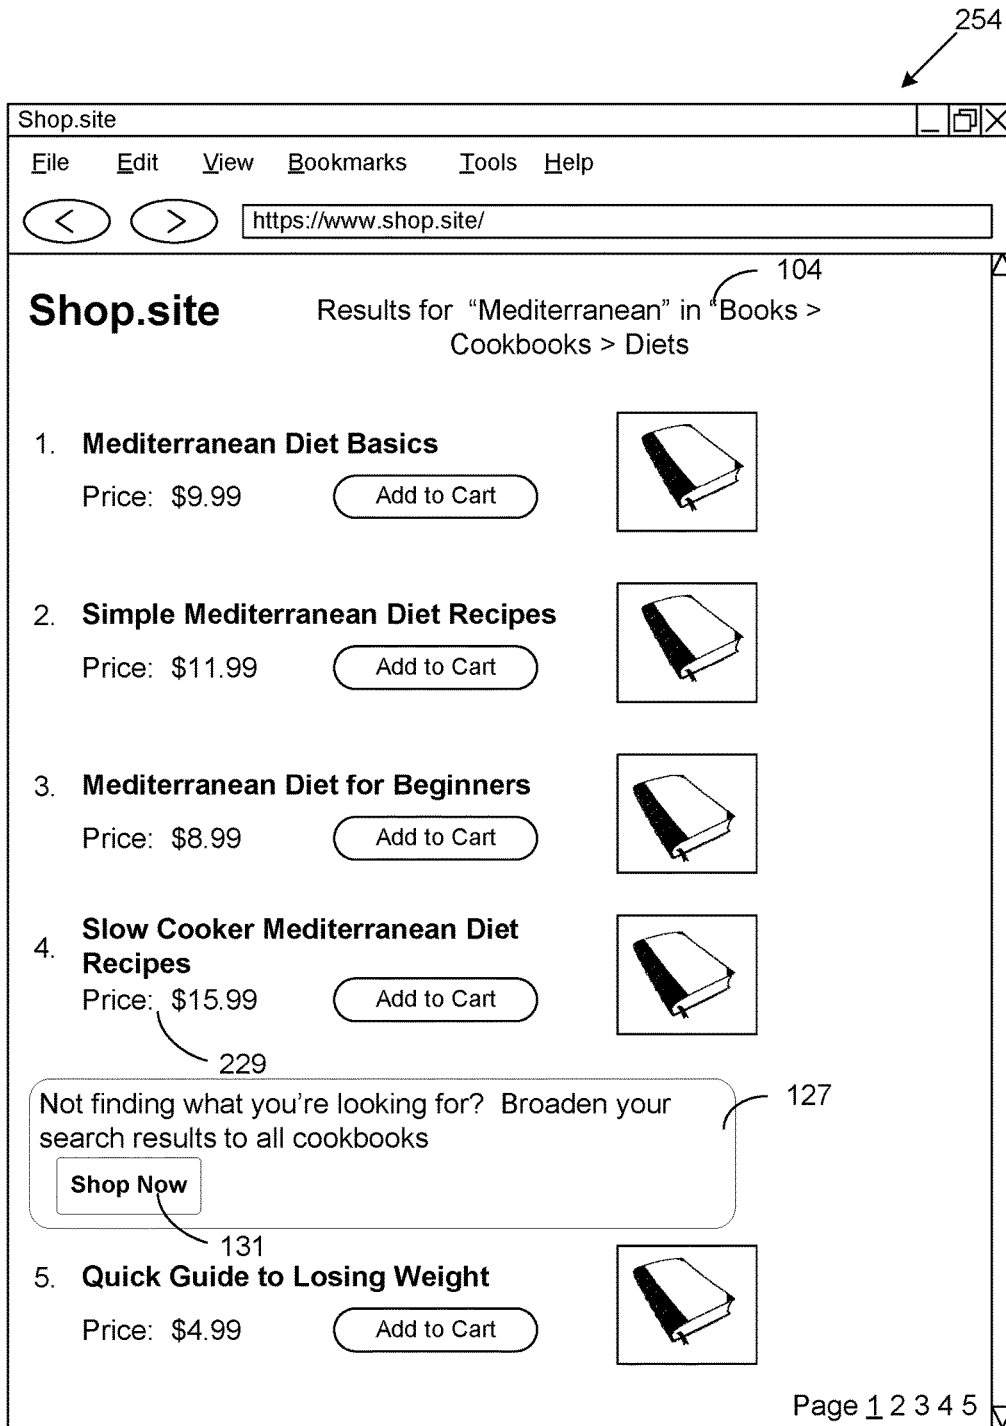 254
Shop.site
File Edit View Bookmarks Tools Help
< > https://www.shop.site/
104
Shop.site
Results for “Mediterranean” in “Books >
Cookbooks > Diets
1. Mediterranean Diet Basics
Price: $9.99 Add to Cart
2. Simple Mediterranean Diet Recipes
Price: $11.99 Add to Cart
3. Mediterranean Diet for Beginners
Price: $8.99 Add to Cart
4. Slow Cooker Mediterranean Diet
Recipes
Price: $15.99 Add to Cart
229
127
Not finding what you’re looking for? Broaden your
search results to all cookbooks
Shop Now
131
5. Quick Guide to Losing Weight
Price: $4.99 Add to Cart
Page 1 2 3 4 5